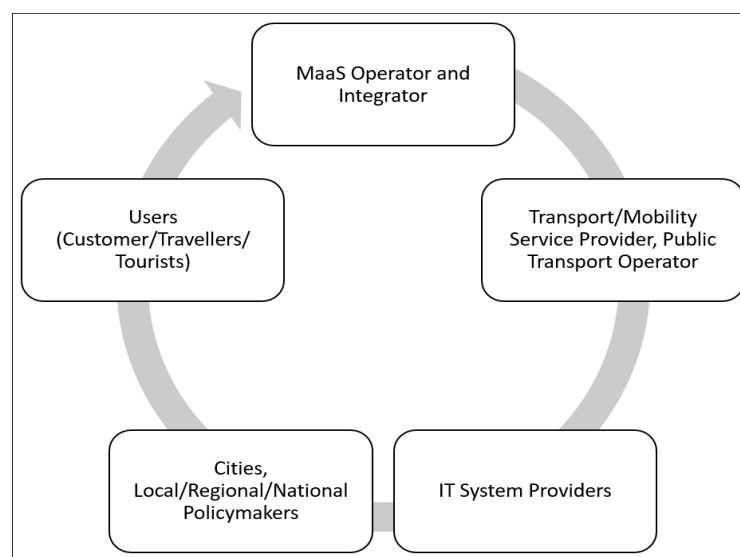 MaaS Operator and
Integrator
Transport/Mobility
Service Provider, Public
Transport Operator
IT System Providers
Cities,
Local/Regional/National
Policymakers
Users
(Customer/Travellers/
Tourists)